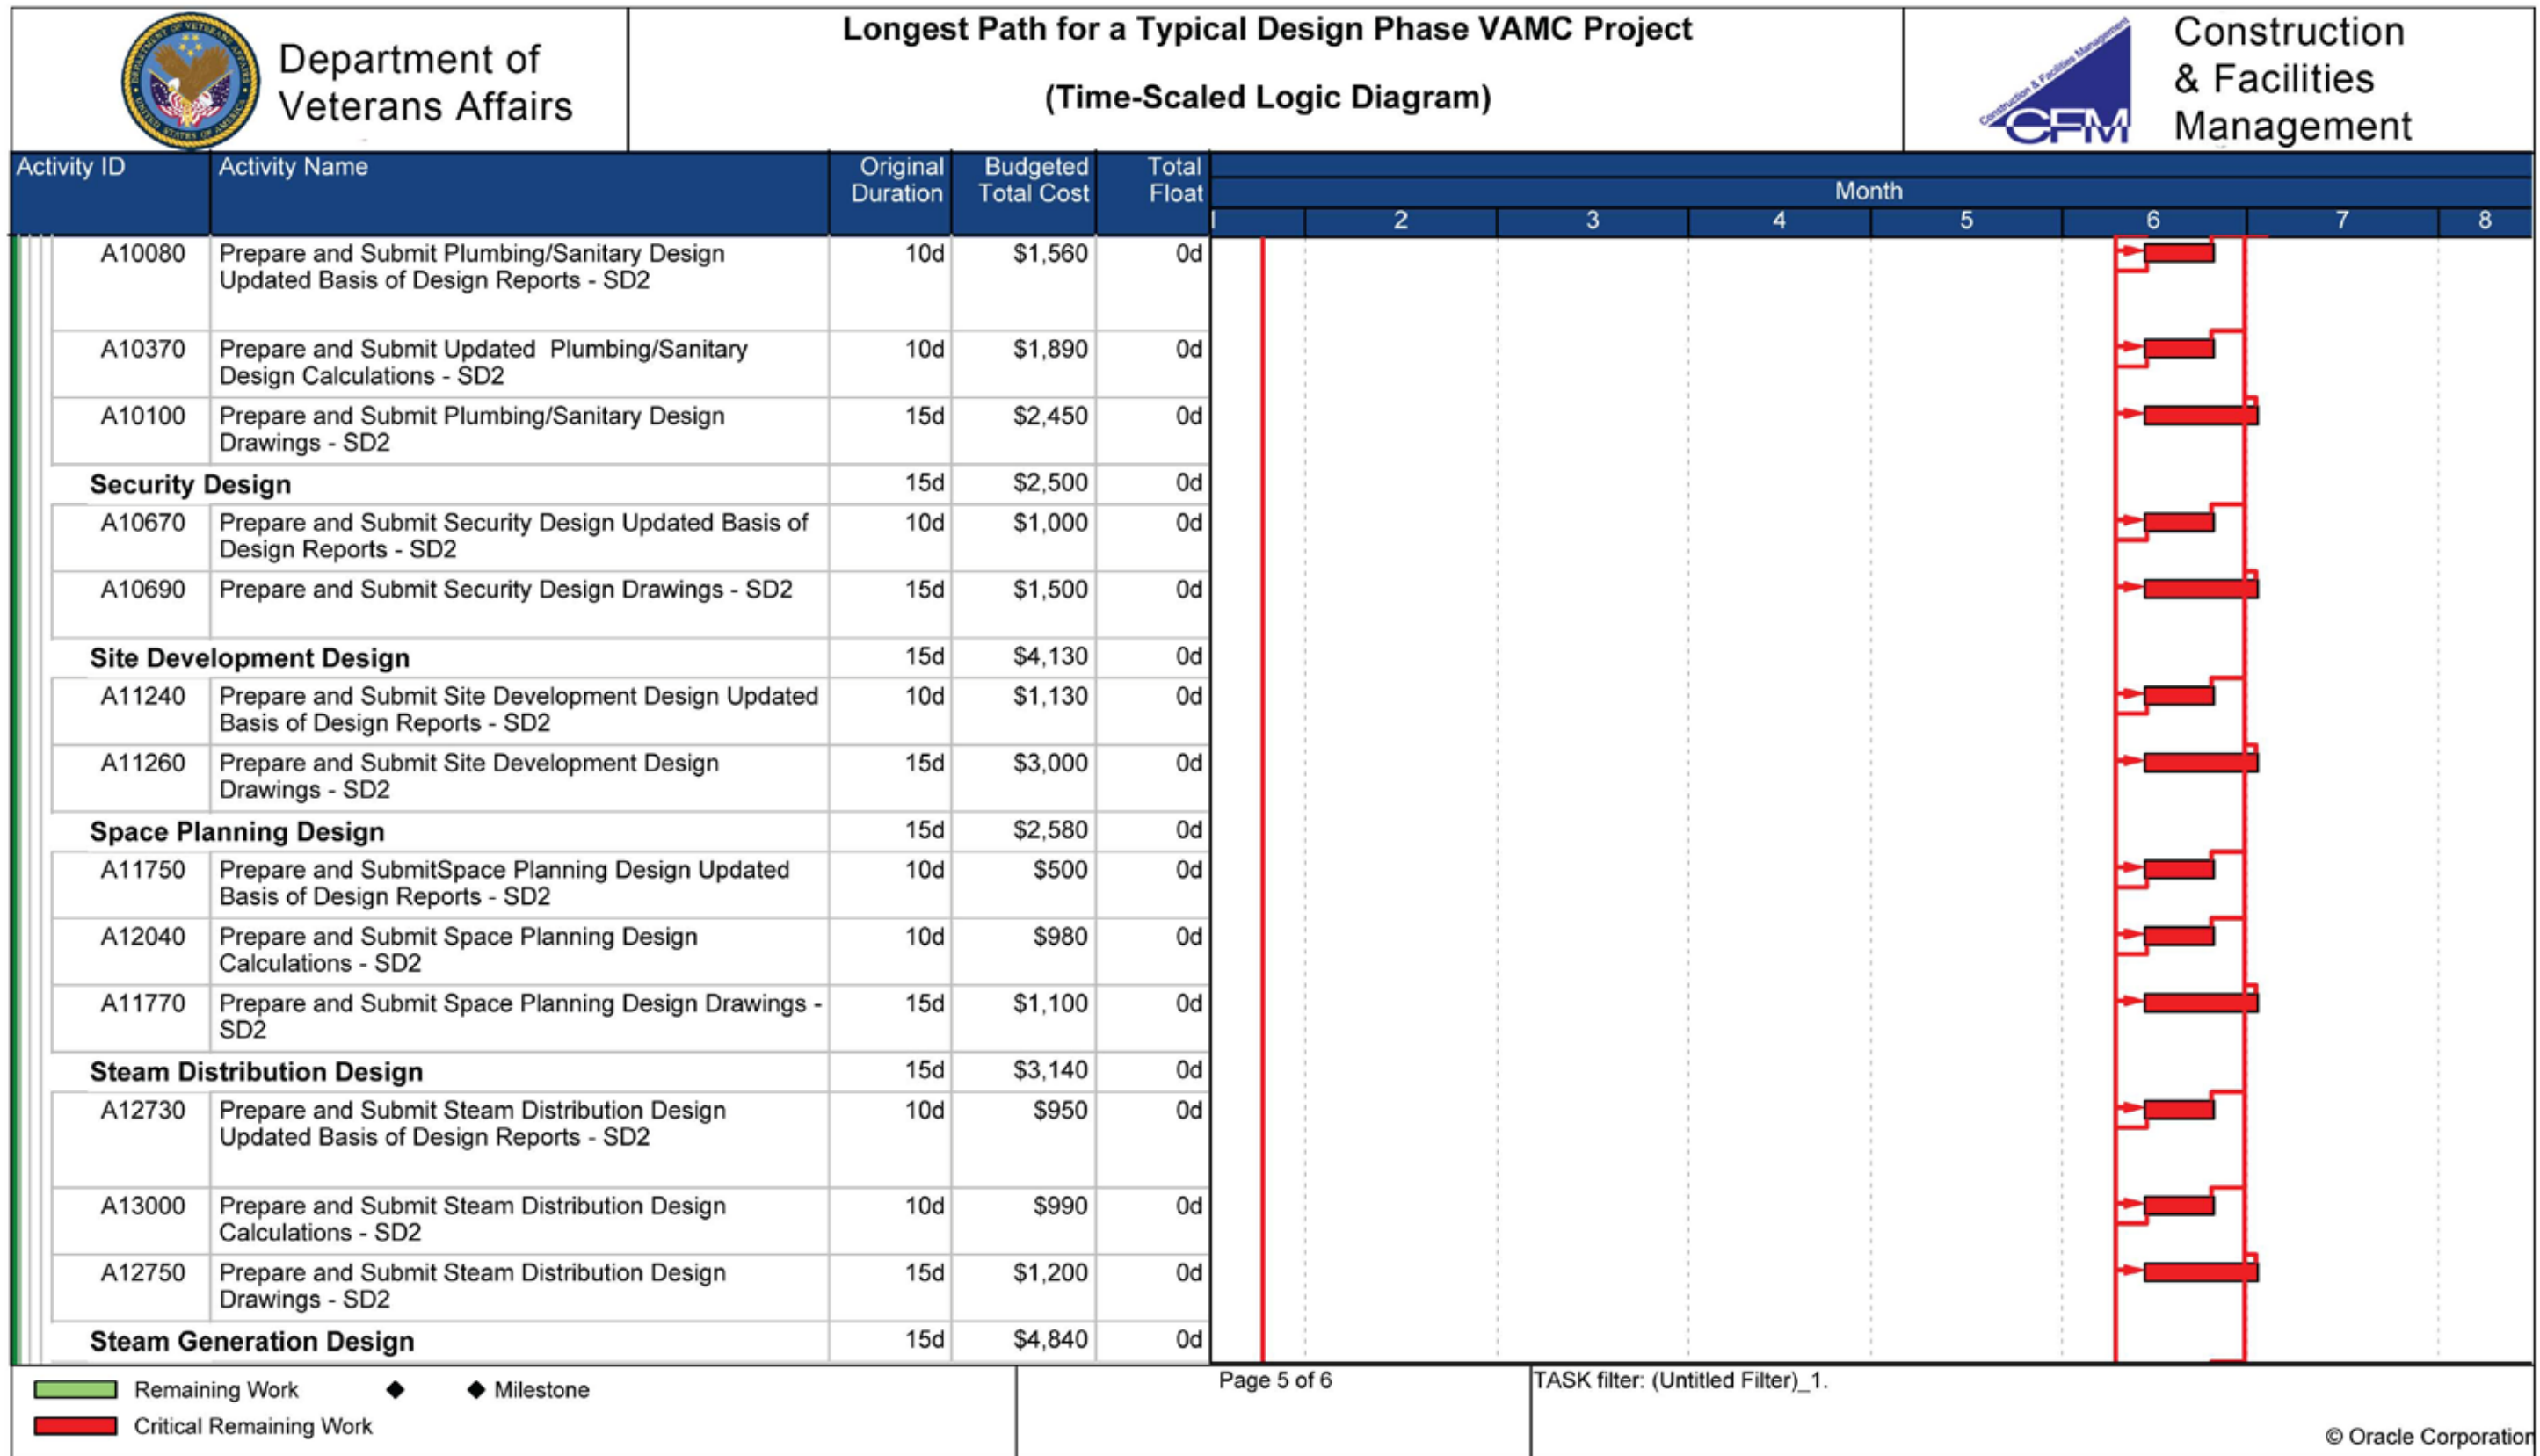 Department of
Veterans Affairs
Longest Path for a Typical Design Phase VAMC Project
(Time-Scaled Logic Diagram)
Construction & Facilities Management
CFM
Construction
& Facilities
Management
Activity ID Activity Name Original Duration Budgeted Total Cost Total Float
Month
2 3 4 5 6 7 8
A10080 Prepare and Submit Plumbing/Sanitary Design 10d $1,560 0d
Updated Basis of Design Reports - SD2
A10370 Prepare and Submit Updated Plumbing/Sanitary 10d $1,890 0d
Design Calculations - SD2
A10100 Prepare and Submit Plumbing/Sanitary Design 15d $2,450 0d
Drawings - SD2
Security Design 15d $2,500 0d
A10670 Prepare and Submit Security Design Updated Basis of 10d $1,000 0d
Design Reports - SD2
A10690 Prepare and Submit Security Design Drawings - SD2 15d $1,500 0d
Site Development Design 15d $4,130 0d
A11240 Prepare and Submit Site Development Design Updated 10d $1,130 0d
Basis of Design Reports - SD2
A11260 Prepare and Submit Site Development Design 15d $3,000 0d
Drawings - SD2
Space Planning Design 15d $2,580 0d
A11750 Prepare and SubmitSpace Planning Design Updated 10d $500 0d
Basis of Design Reports - SD2
A12040 Prepare and Submit Space Planning Design 10d $980 0d
Calculations - SD2
A11770 Prepare and Submit Space Planning Design Drawings - 15d $1,100 0d
SD2
Steam Distribution Design 15d $3,140 0d
A12730 Prepare and Submit Steam Distribution Design 10d $950 0d
Updated Basis of Design Reports - SD2
A13000 Prepare and Submit Steam Distribution Design 10d $990 0d
Calculations - SD2
A12750 Prepare and Submit Steam Distribution Design 15d $1,200 0d
Drawings - SD2
Steam Generation Design 15d $4,840 0d
Remaining Work
Milestone
Critical Remaining Work
Page 5 of 6
TASK filter: (Untitled Filter)_1.
© Oracle Corporation